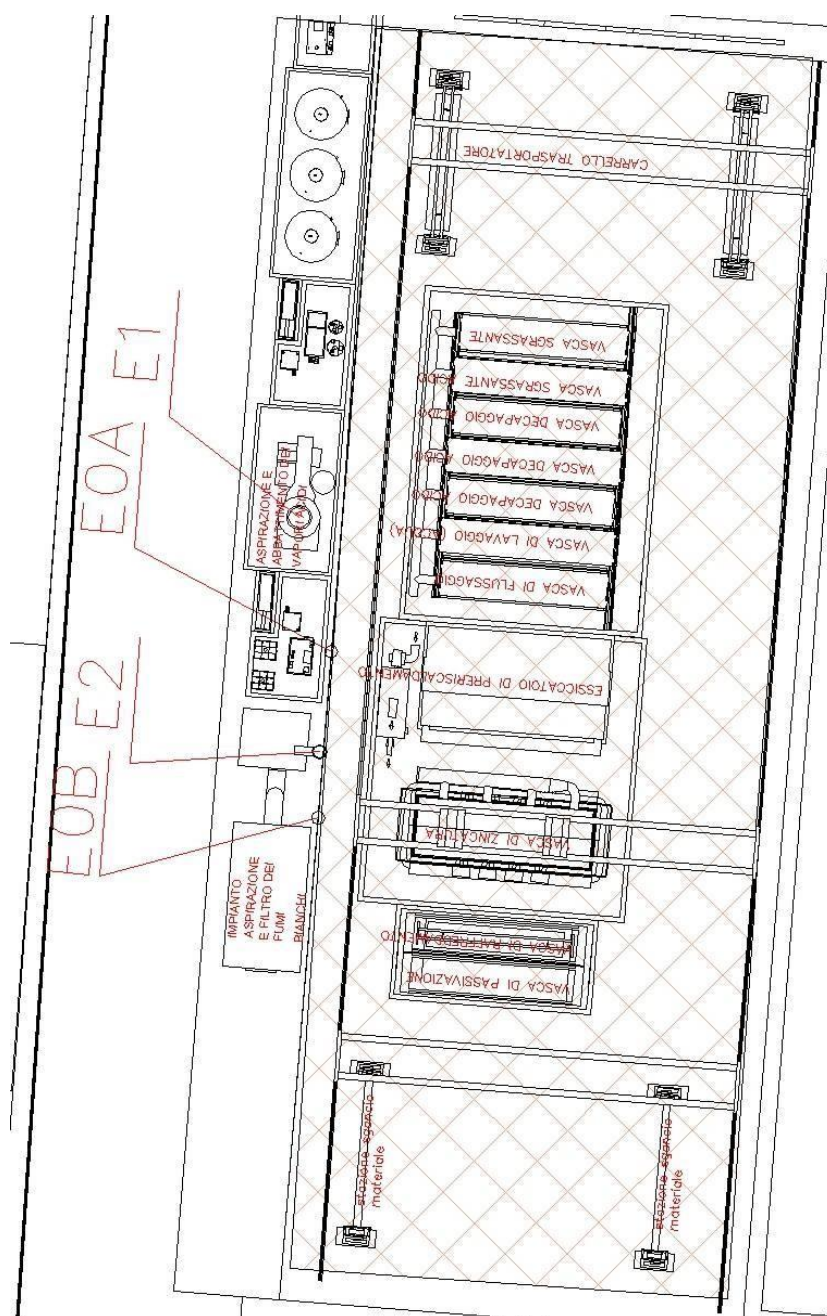 CARRELLO TRASPORTATORE
VASCA SGRASSANTE
VASCA SGRASSANTE ACIDO
VASCA DECAPAGGIO ACIDO
VASCA DECAPAGGIO ACIDO
VASCA DECAPAGGIO ACIDO
VASCA DI LAVAGGIO (ACQUA)
VASCA DI FLUSSAGGIO
ESSICCATOIO DI PRERISCALDAMENTO
VASCA DI ZINCATURA
VASCA DI RAFFREDDAMENTO
VASCA DI PASSIVAZIONE
E1
E0A
E2
E0B
ASPIRAZIONE E
ABBATTIMENTO DEI
VAPORI ACIDI
IMPIANTO
ASPIRAZIONE
E FILTRO DEI
FUMI
BIANCHI
stazione sgancio
materiale
stazione sgancio
materiale